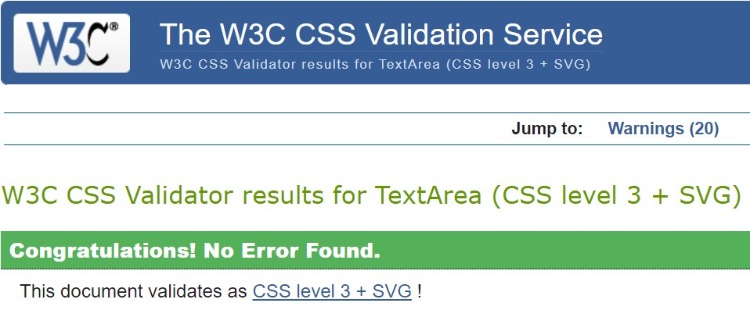 W3C® The W3C CSS Validation Service
W3C CSS Validator results for TextArea (CSS level 3 + SVG)
Jump to: Warnings (20)
W3C CSS Validator results for TextArea (CSS level 3 + SVG)
Congratulations! No Error Found.
This document validates as CSS level 3 + SVG !